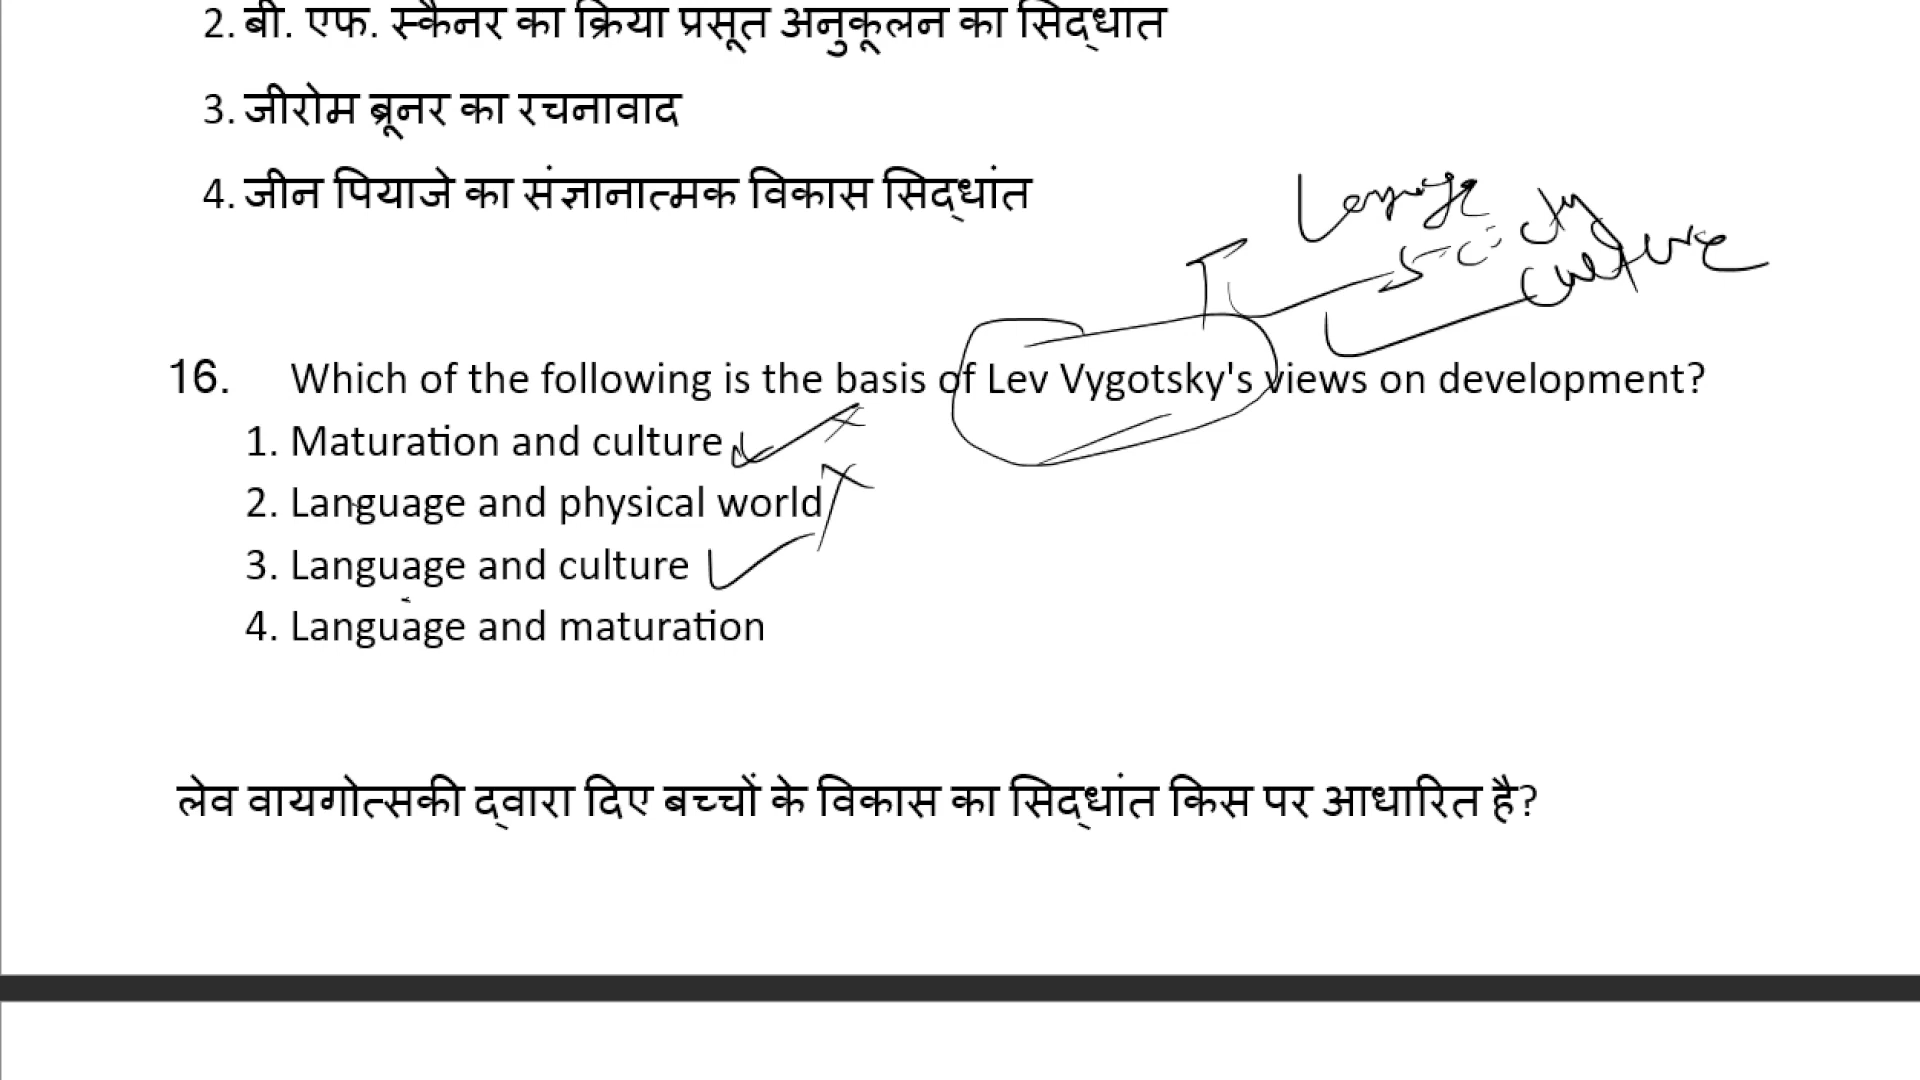 2. बी. एफ. स्कैनर का क्रिया प्रसूत अनुकूलन का सिद्धांत
3. जीरोम ब्रूनर का रचनावाद
4. जीन पियाजे का संज्ञानात्मक विकास सिद्धांत
culture
16. Which of the following is the basis of Lev Vygotsky's views on development?
1. Maturation and culture
2. Language and physical world
3. Language and culture
4. Language and maturation
लेव वायगोत्सकी द्वारा दिए बच्चों के विकास का सिद्धांत किस पर आधारित है?